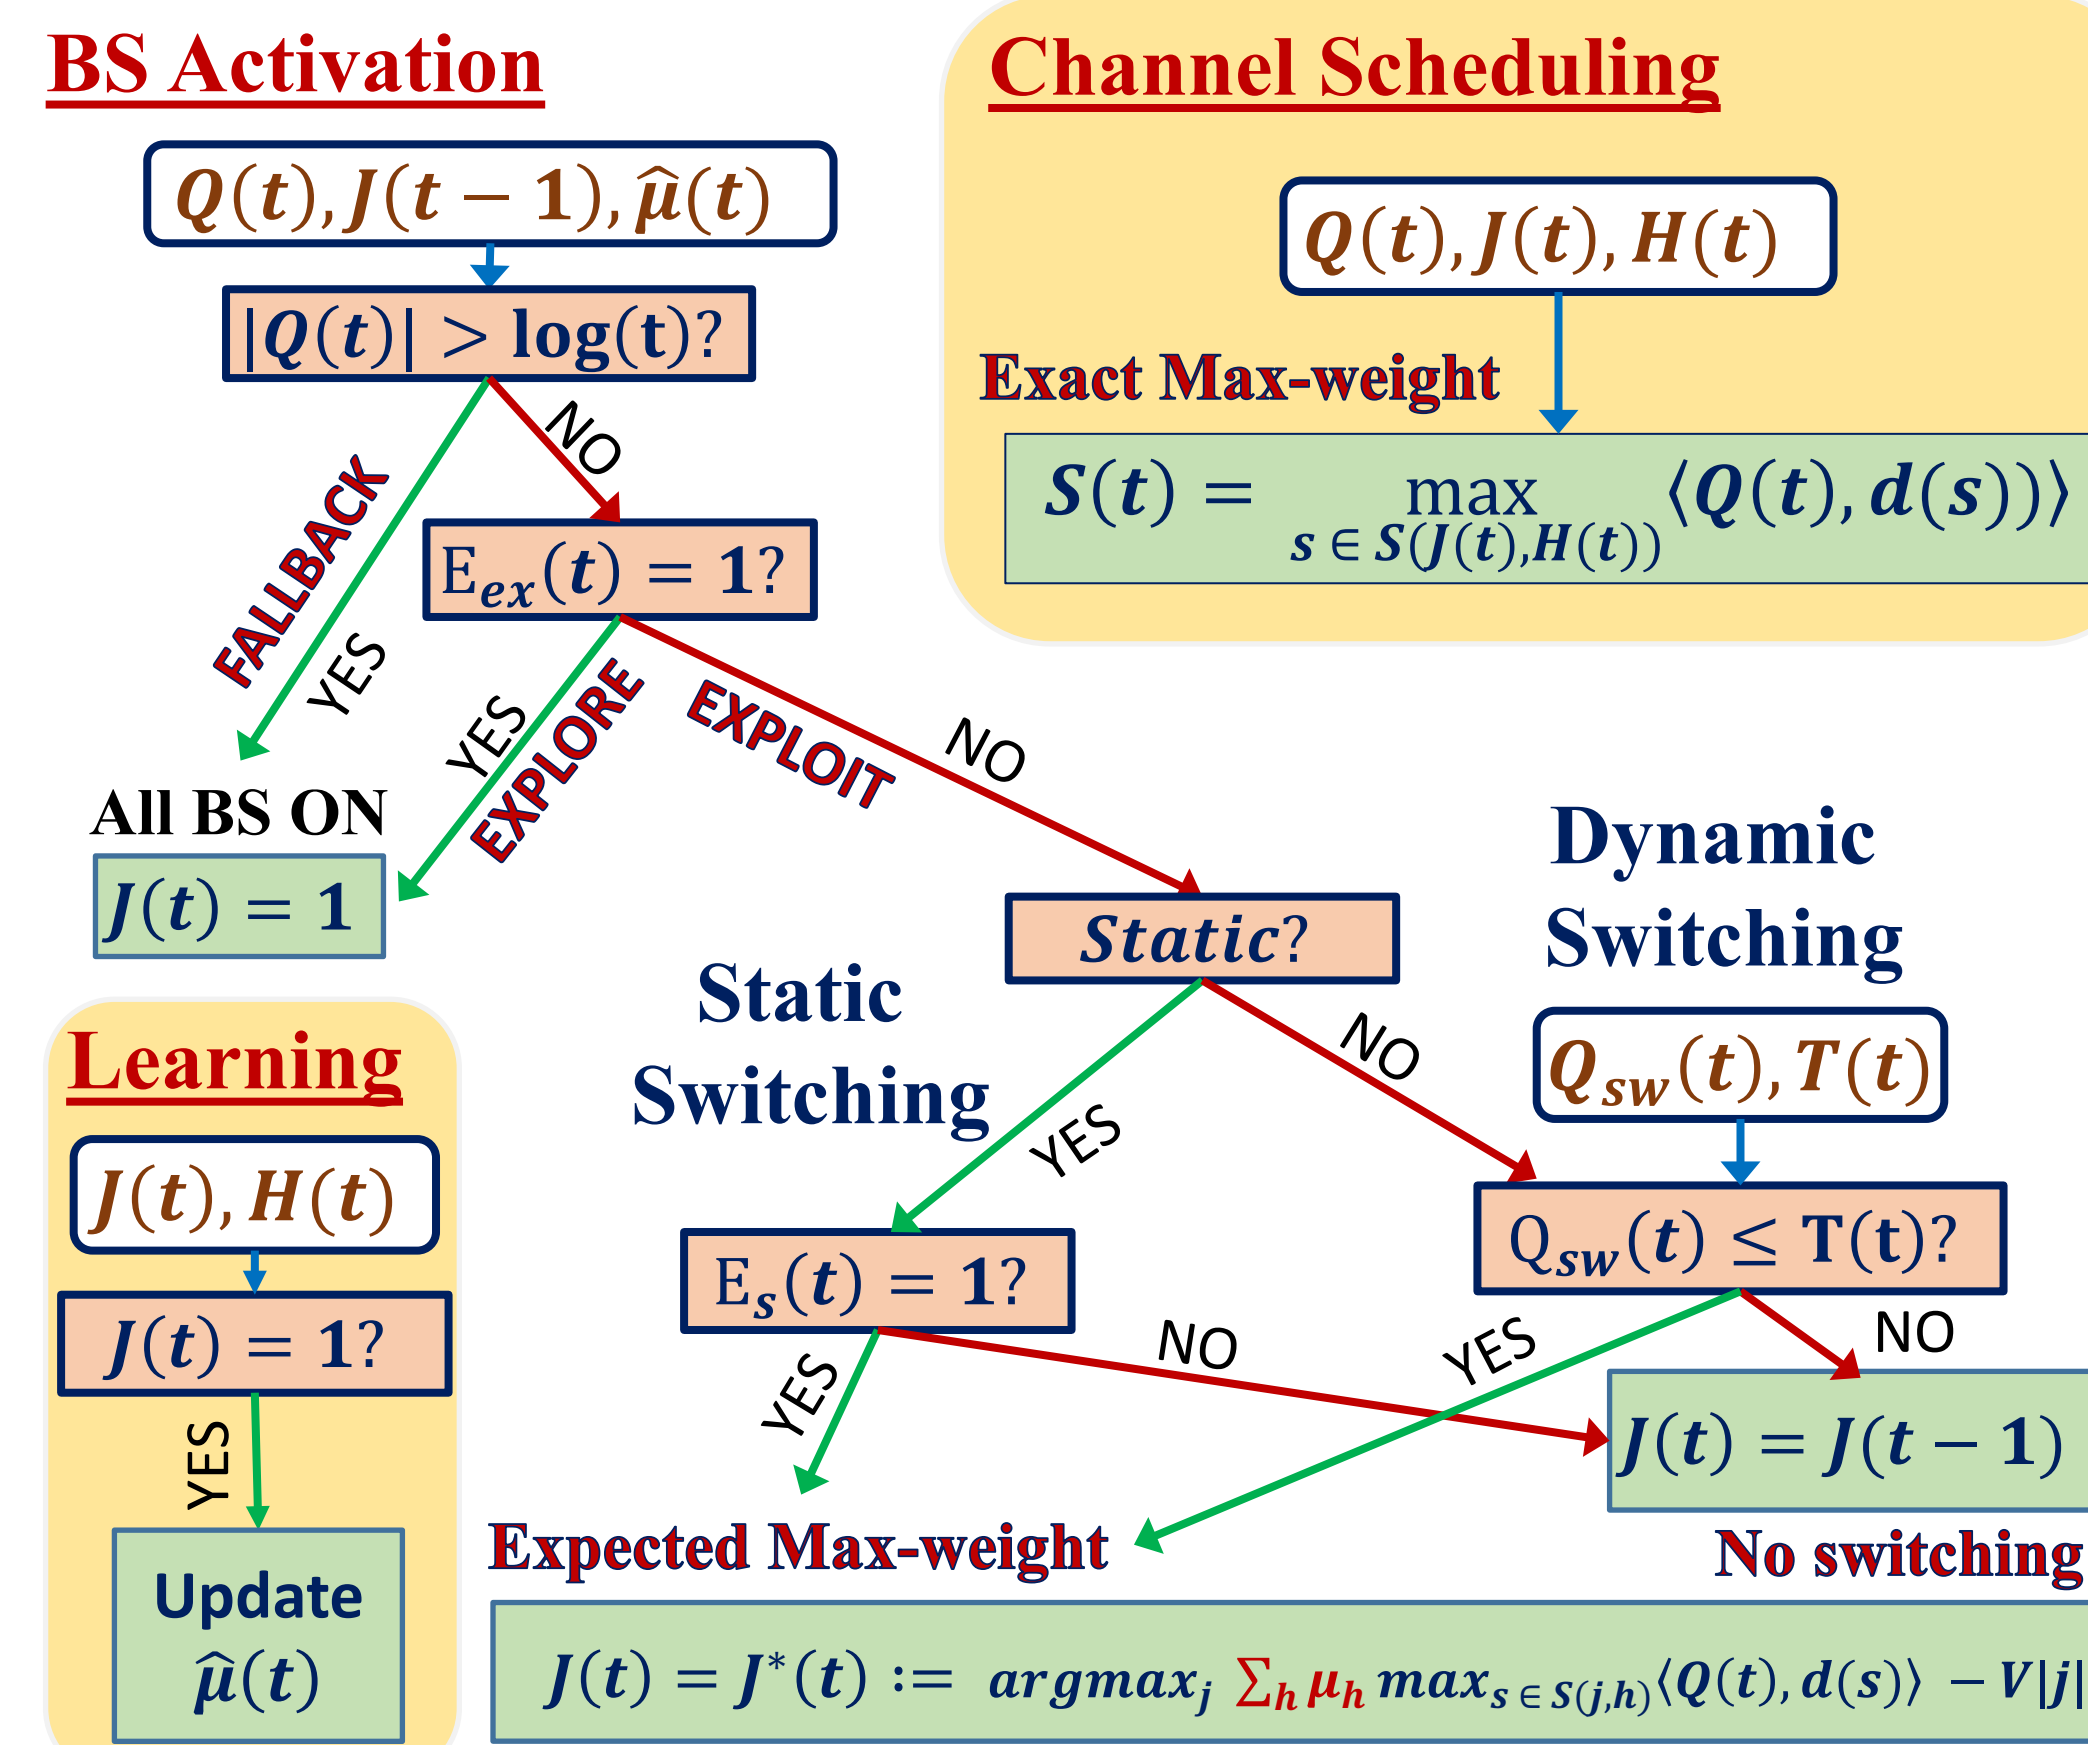 BS Activation
Q(t), J(t − 1), μ̂(t)
|Q(t)| > log(t)?
NO
FALLBACK
YES
E_ex(t) = 1?
YES
EXPLORE
EXPLOIT
NO
All BS ON
J(t) = 1
Channel Scheduling
Q(t), J(t), H(t)
Exact Max-weight
S(t) = max_{s ∈ S(J(t),H(t))} ⟨Q(t), d(s))⟩
Static?
Static
Switching
YES
NO
Dynamic
Switching
Q_sw(t), T(t)
Q_sw(t) ≤ T(t)?
E_s(t) = 1?
YES
NO
YES
NO
J(t) = J(t − 1)
No switching
Expected Max-weight
J(t) = J*(t) := argmax_j ∑_h μ_h max_{s ∈ S(j,h)}⟨Q(t), d(s)⟩ − V|j|
Learning
J(t), H(t)
J(t) = 1?
YES
Update
μ̂(t)